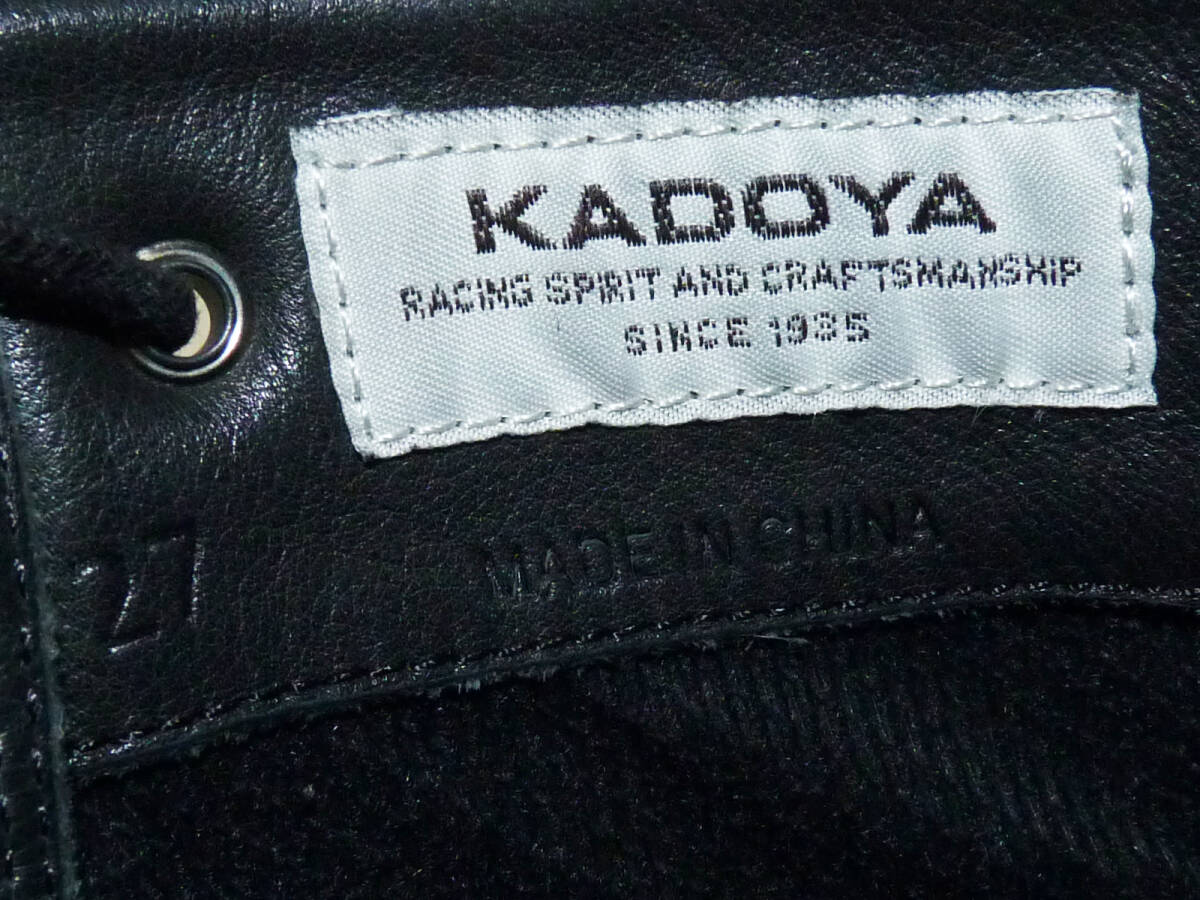 KADOYA
RACING SPIRIT AND CRAFTSMANSHIP
SINCE 1935
MADE IN CHINA